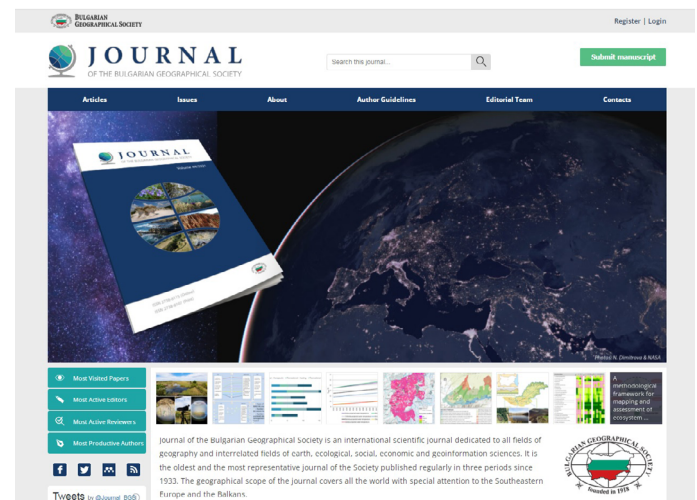 BULGARIAN
GEOGRAPHICAL SOCIETY
Register | Login
JOURNAL
OF THE BULGARIAN GEOGRAPHICAL SOCIETY
Search this journal...
Submit manuscript
Articles Issues About Author Guidelines Editorial Team Contacts
JOURNAL
OF THE BULGARIAN GEOGRAPHICAL SOCIETY
Photos N. Dimitrova & NASA
Most Visited Papers
Most Active Editors
Most Active Reviewers
Most Productive Authors
A
methodological
framework for
mapping and
assessment of
ecosystem ...
Journal of the Bulgarian Geographical Society is an international scientific journal dedicated to all fields of
geography and interrelated fields of earth, ecological, social, economic and geoinformation sciences. It is
the oldest and the most representative journal of the Society published regularly in three periods since
1933. The geographical scope of the journal covers all the world with special attention to the Southeastern
Europe and the Balkans.
BULGARIAN GEOGRAPHICAL SOCIETY
founded in 1918
Tweets by @Journal_BGS